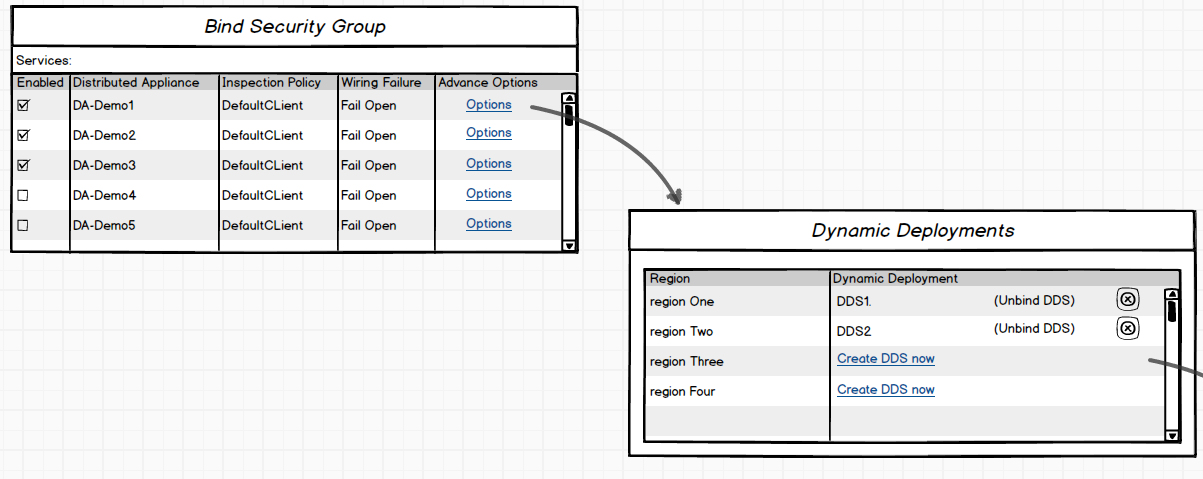 Bind Security Group
Services:
Enabled Distributed Appliance Inspection Policy Wiring Failure Advance Options
DA-Demo1 DefaultCLient Fail Open Options
DA-Demo2 DefaultCLient Fail Open Options
DA-Demo3 DefaultCLient Fail Open Options
DA-Demo4 DefaultCLient Fail Open Options
DA-Demo5 DefaultCLient Fail Open Options
Dynamic Deployments
Region Dynamic Deployment
region One DDS1. (Unbind DDS)
region Two DDS2 (Unbind DDS)
region Three Create DDS now
region Four Create DDS now